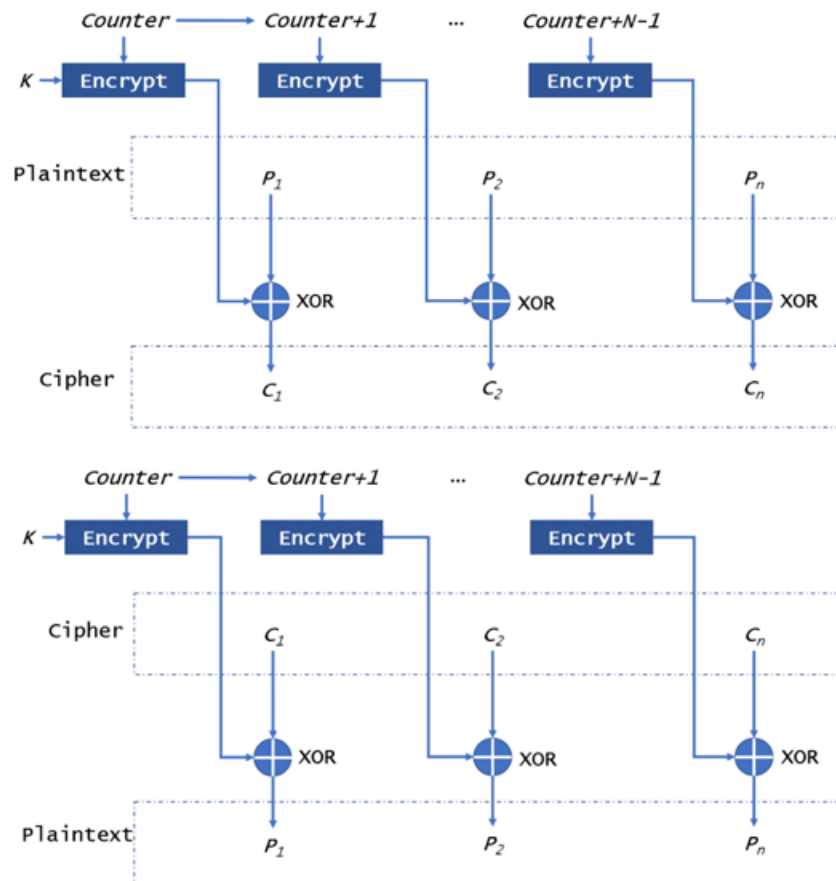 Counter Counter+1 ... Counter+N-1
K Encrypt Encrypt Encrypt
Plaintext P1 P2 Pn
XOR XOR XOR
Cipher C1 C2 Cn
Counter Counter+1 ... Counter+N-1
K Encrypt Encrypt Encrypt
Cipher C1 C2 Cn
XOR XOR XOR
Plaintext P1 P2 Pn